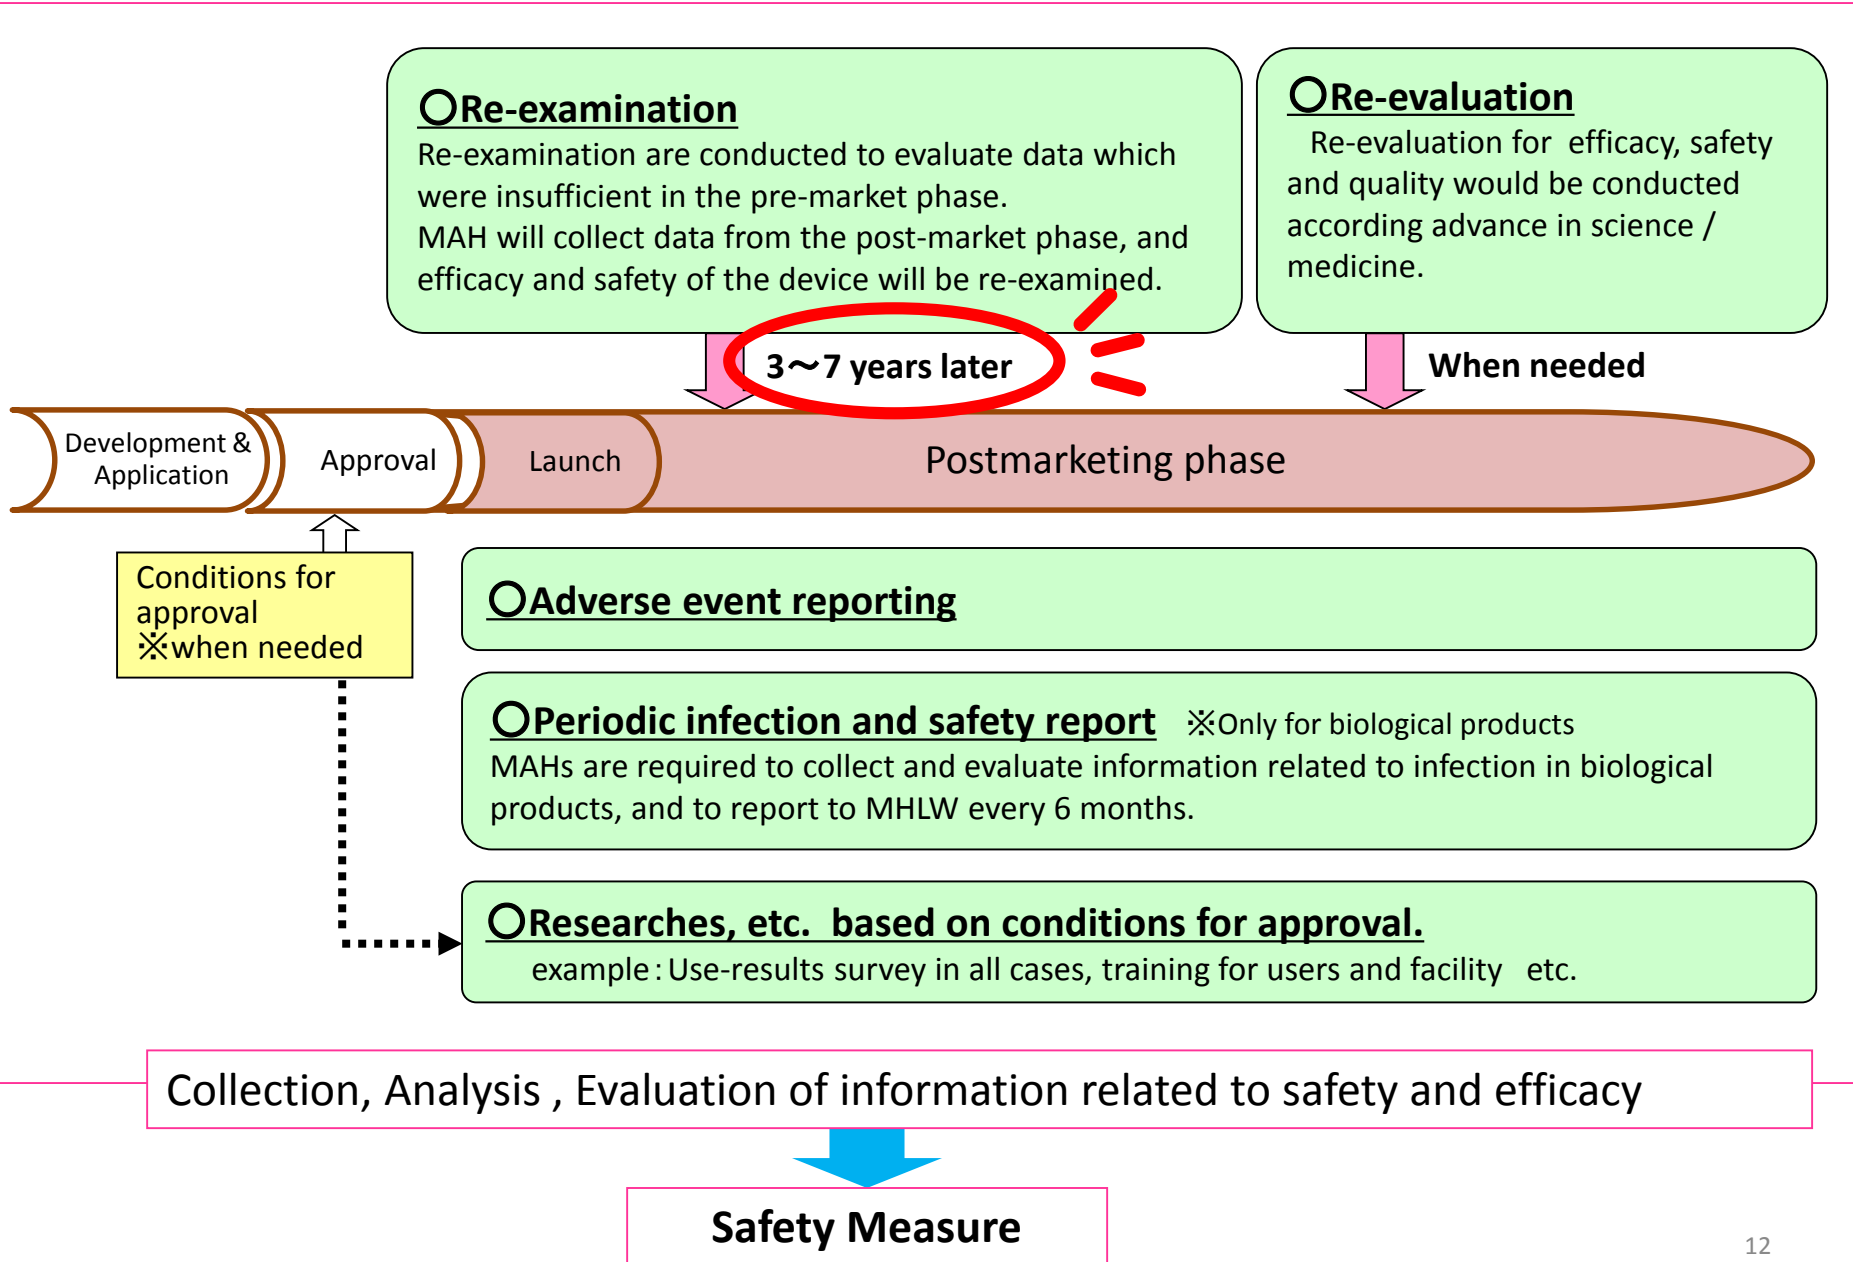 ○Re-examination
Re-examination are conducted to evaluate data which
were insufficient in the pre-market phase.
MAH will collect data from the post-market phase, and
efficacy and safety of the device will be re-examined.
○Re-evaluation
Re-evaluation for efficacy, safety
and quality would be conducted
according advance in science /
medicine.
3～7 years later
When needed
Development &
Application
Approval
Launch
Postmarketing phase
Conditions for
approval
※when needed
○Adverse event reporting
○Periodic infection and safety report ※Only for biological products
MAHs are required to collect and evaluate information related to infection in biological
products, and to report to MHLW every 6 months.
○Researches, etc. based on conditions for approval.
example：Use-results survey in all cases, training for users and facility etc.
Collection, Analysis , Evaluation of information related to safety and efficacy
Safety Measure
12